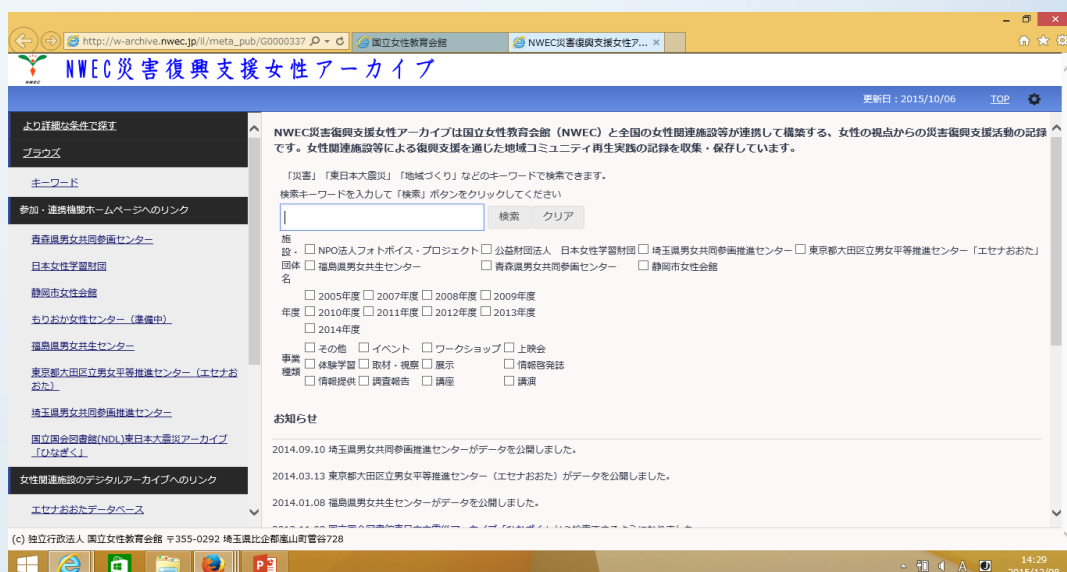 http://w-archive.nwec.jp/il/meta_pub/G0000337
国立女性教育会館
NWEC災害復興支援女性ア...
NWEC
NWEC災害復興支援女性アーカイブ
更新日：2015/10/06 TOP
より詳細な条件で探す
ブラウズ
キーワード
参加・連携機関ホームページへのリンク
青森県男女共同参画センター
日本女性学習財団
静岡市女性会館
もりおか女性センター（準備中）
福島県男女共生センター
東京都大田区立男女平等推進センター（エセナお
おた）
埼玉県男女共同参画推進センター
国立国会図書館(NDL)東日本大震災アーカイブ
「ひなぎく」
女性関連施設のデジタルアーカイブへのリンク
エセナおおたデータベース
NWEC災害復興支援女性アーカイブは国立女性教育会館（NWEC）と全国の女性関連施設等が連携して構築する、女性の視点からの災害復興支援活動の記録
です。女性関連施設等による復興支援を通じた地域コミュニティ再生実践の記録を収集・保存しています。
「災害」「東日本大震災」「地域づくり」などのキーワードで検索できます。
検索キーワードを入力して「検索」ボタンをクリックしてください
検索 クリア
施設・団体名
NPO法人フォトボイス・プロジェクト 公益財団法人 日本女性学習財団 埼玉県男女共同参画推進センター 東京都大田区立男女平等推進センター「エセナおおた」
福島県男女共生センター 青森県男女共同参画センター 静岡市女性会館
2005年度 2007年度 2008年度 2009年度
年度 2010年度 2011年度 2012年度 2013年度
2014年度
事業種類
その他 イベント ワークショップ 上映会
体験学習 取材・視察 展示 情報啓発誌
情報提供 調査報告 講座 講演
お知らせ
2014.09.10 埼玉県男女共同参画推進センターがデータを公開しました。
2014.03.13 東京都大田区立男女平等推進センター（エセナおおた）がデータを公開しました。
2014.01.08 福島県男女共生センターがデータを公開しました。
(c) 独立行政法人 国立女性教育会館 〒355-0292 埼玉県比企郡嵐山町菅谷728
A
14:29
2015/12/08